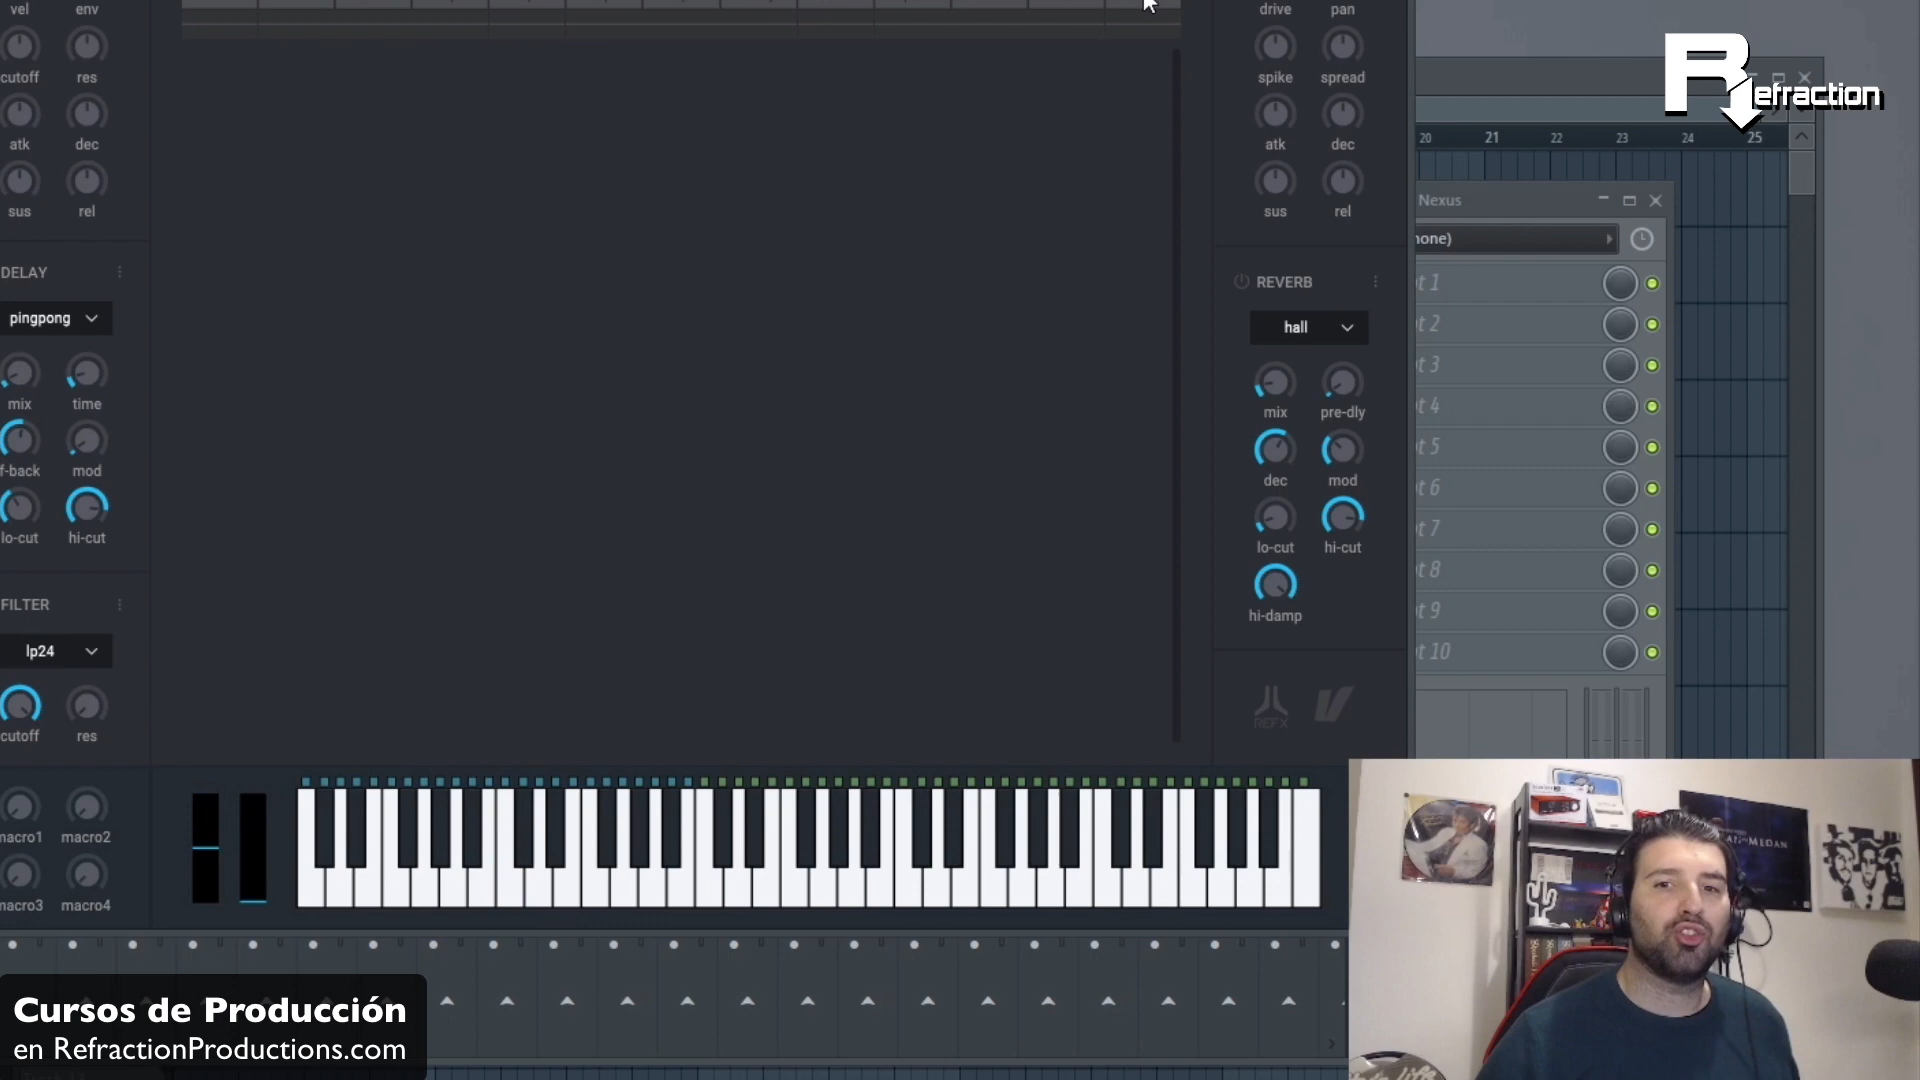 vel env
cutoff res
atk dec
sus rel
DELAY
pingpong
mix time
f-back mod
lo-cut hi-cut
FILTER
lp24
cutoff res
macro1 macro2
macro3 macro4
drive pan
spike spread
atk dec
sus rel
REVERB
hall
mix pre-dly
dec mod
lo-cut hi-cut
hi-damp
REFX
Refraction
20 21 22 23 24 25
Nexus
none)
t 1
t 2
t 3
t 4
t 5
t 6
t 7
t 8
t 9
t 10
Cursos de Producción
en RefractionProductions.com